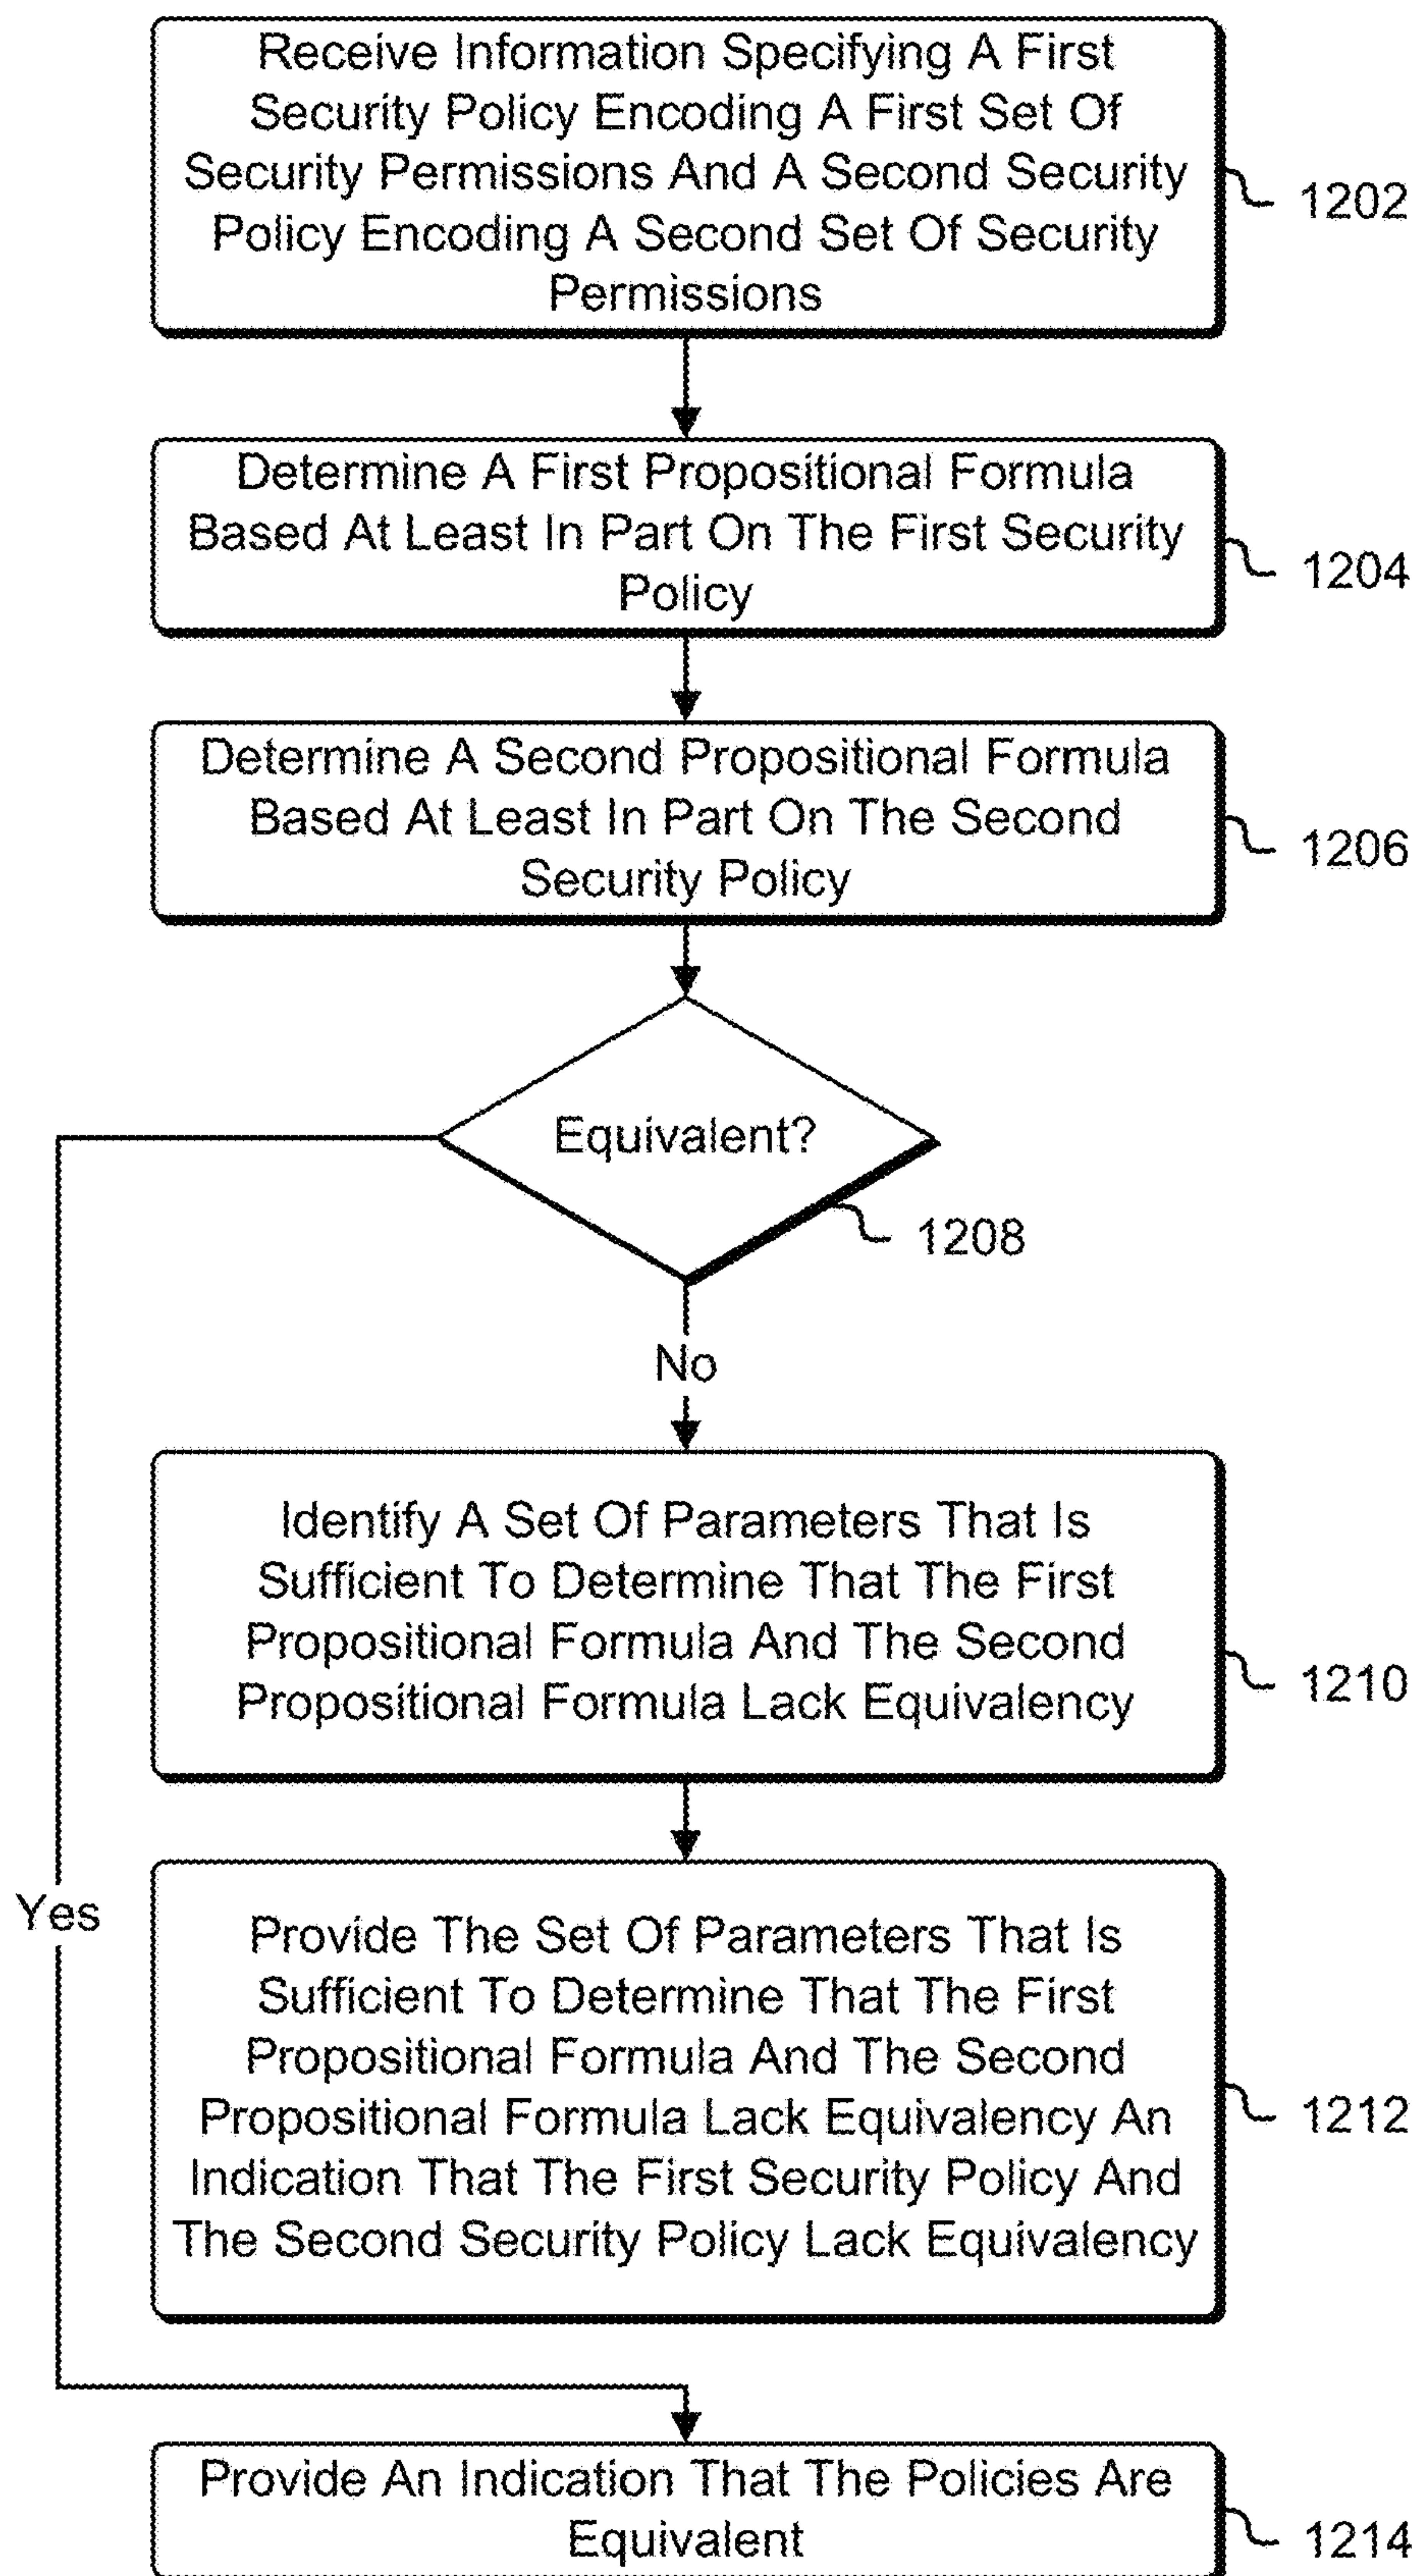 Receive Information Specifying A First
Security Policy Encoding A First Set Of
Security Permissions And A Second Security
Policy Encoding A Second Set Of Security
Permissions
1202
Determine A First Propositional Formula
Based At Least In Part On The First Security
Policy
1204
Determine A Second Propositional Formula
Based At Least In Part On The Second
Security Policy
1206
Equivalent?
1208
No
Identify A Set Of Parameters That Is
Sufficient To Determine That The First
Propositional Formula And The Second
Propositional Formula Lack Equivalency
1210
Yes
Provide The Set Of Parameters That Is
Sufficient To Determine That The First
Propositional Formula And The Second
Propositional Formula Lack Equivalency An
Indication That The First Security Policy And
The Second Security Policy Lack Equivalency
1212
Provide An Indication That The Policies Are
Equivalent
1214